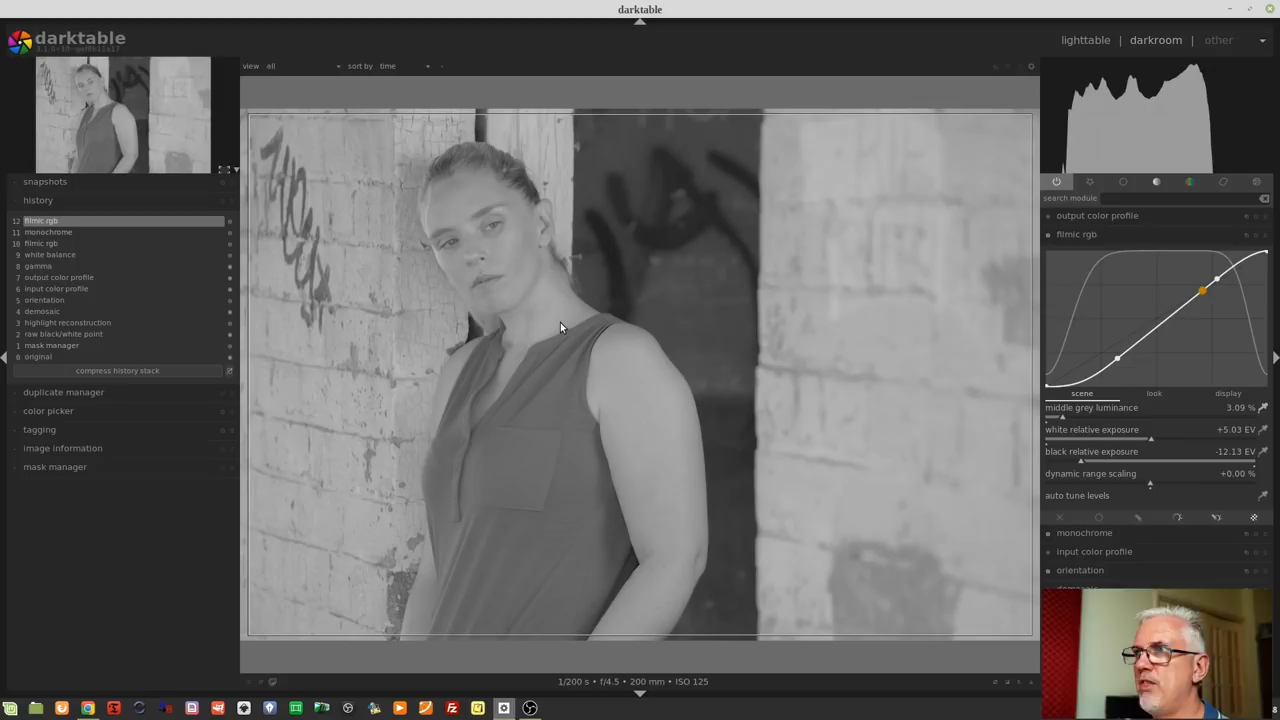 darktable
darktable
lighttable | darkroom | other
view all sort by time
snapshots
history
12 filmic rgb
11 monochrome
10 filmic rgb
9 white balance
8 gamma
7 output color profile
6 input color profile
5 orientation
4 demosaic
3 highlight reconstruction
2 raw black/white point
1 mask manager
0 original
compress history stack
duplicate manager
color picker
tagging
image information
mask manager
search module
output color profile
filmic rgb
scene look display
middle grey luminance 3.09 %
white relative exposure +5.03 EV
black relative exposure -12.13 EV
dynamic range scaling +0.00 %
auto tune levels
monochrome
input color profile
orientation
1/200 s • f/4.5 • 200 mm • ISO 125